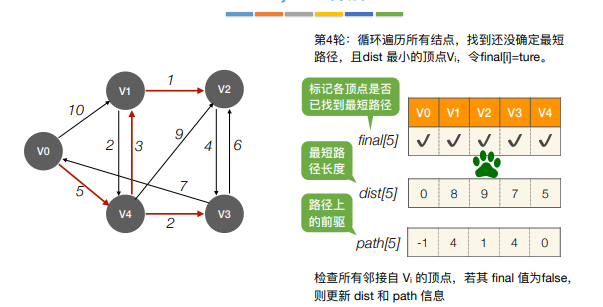 第4轮：循环遍历所有结点，找到还没确定最短
路径，且dist 最小的顶点Vᵢ，令final[i]=ture。
标记各顶点是否
已找到最短路径
V0 V1 V2 V3 V4
final[5] ✓ ✓ ✓ ✓ ✓
最短路
径长度
dist[5] 0 8 9 7 5
路径上
的前驱
path[5] -1 4 1 4 0
检查所有邻接自 Vᵢ 的顶点，若其 final 值为false，
则更新 dist 和 path 信息
1
V1
V2
10
2
3
9
4
6
V0
7
5
V4
2
V3